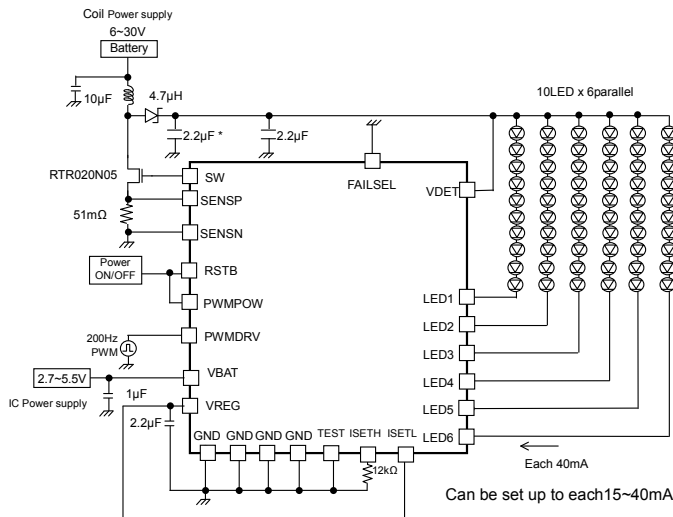 Coil Power supply
6~30V
Battery
10µF
4.7µH
2.2µF *
2.2µF
10LED x 6parallel
RTR020N05
51mΩ
SW
SENSP
SENSN
FAILSEL
VDET
Power
ON/OFF
RSTB
PWMPOW
200Hz
PWM
PWMDRV
2.7~5.5V
IC Power supply
VBAT
1µF
VREG
2.2µF
LED1
LED2
LED3
LED4
LED5
LED6
GND
GND
GND
GND
TEST
ISETH
ISETL
12kΩ
Each 40mA
Can be set up to each15~40mA